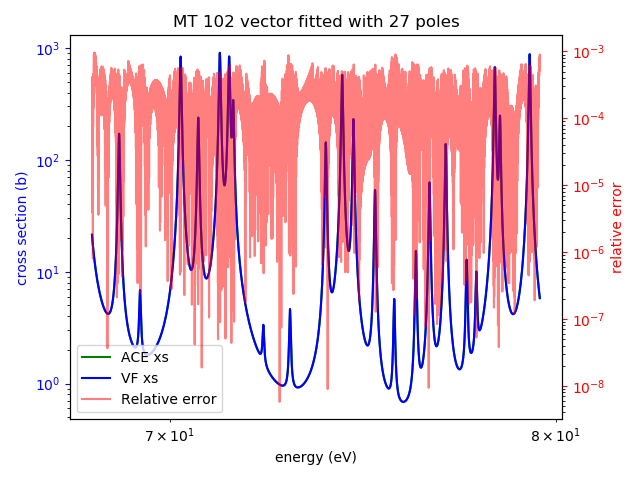 MT 102 vector fitted with 27 poles
cross section (b)
10³
10²
10¹
10⁰
ACE xs
VF xs
Relative error
7×10¹
8×10¹
energy (eV)
10⁻³
10⁻⁴
10⁻⁵
10⁻⁶
10⁻⁷
10⁻⁸
relative error